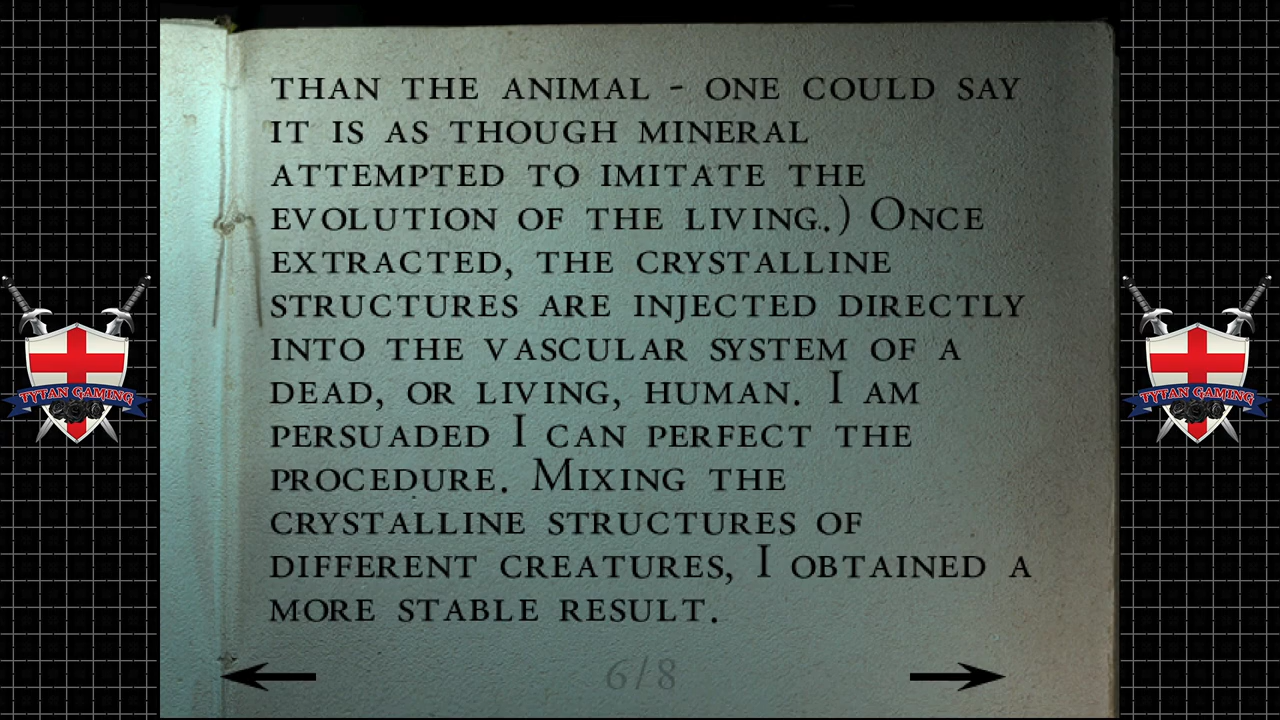 THAN THE ANIMAL - ONE COULD SAY
IT IS AS THOUGH MINERAL
ATTEMPTED TO IMITATE THE
EVOLUTION OF THE LIVING.) ONCE
EXTRACTED, THE CRYSTALLINE
STRUCTURES ARE INJECTED DIRECTLY
INTO THE VASCULAR SYSTEM OF A
DEAD, OR LIVING, HUMAN. I AM
PERSUADED I CAN PERFECT THE
PROCEDURE. MIXING THE
CRYSTALLINE STRUCTURES OF
DIFFERENT CREATURES, I OBTAINED A
MORE STABLE RESULT.
6/8
TYTAN GAMING
TYTAN GAMING